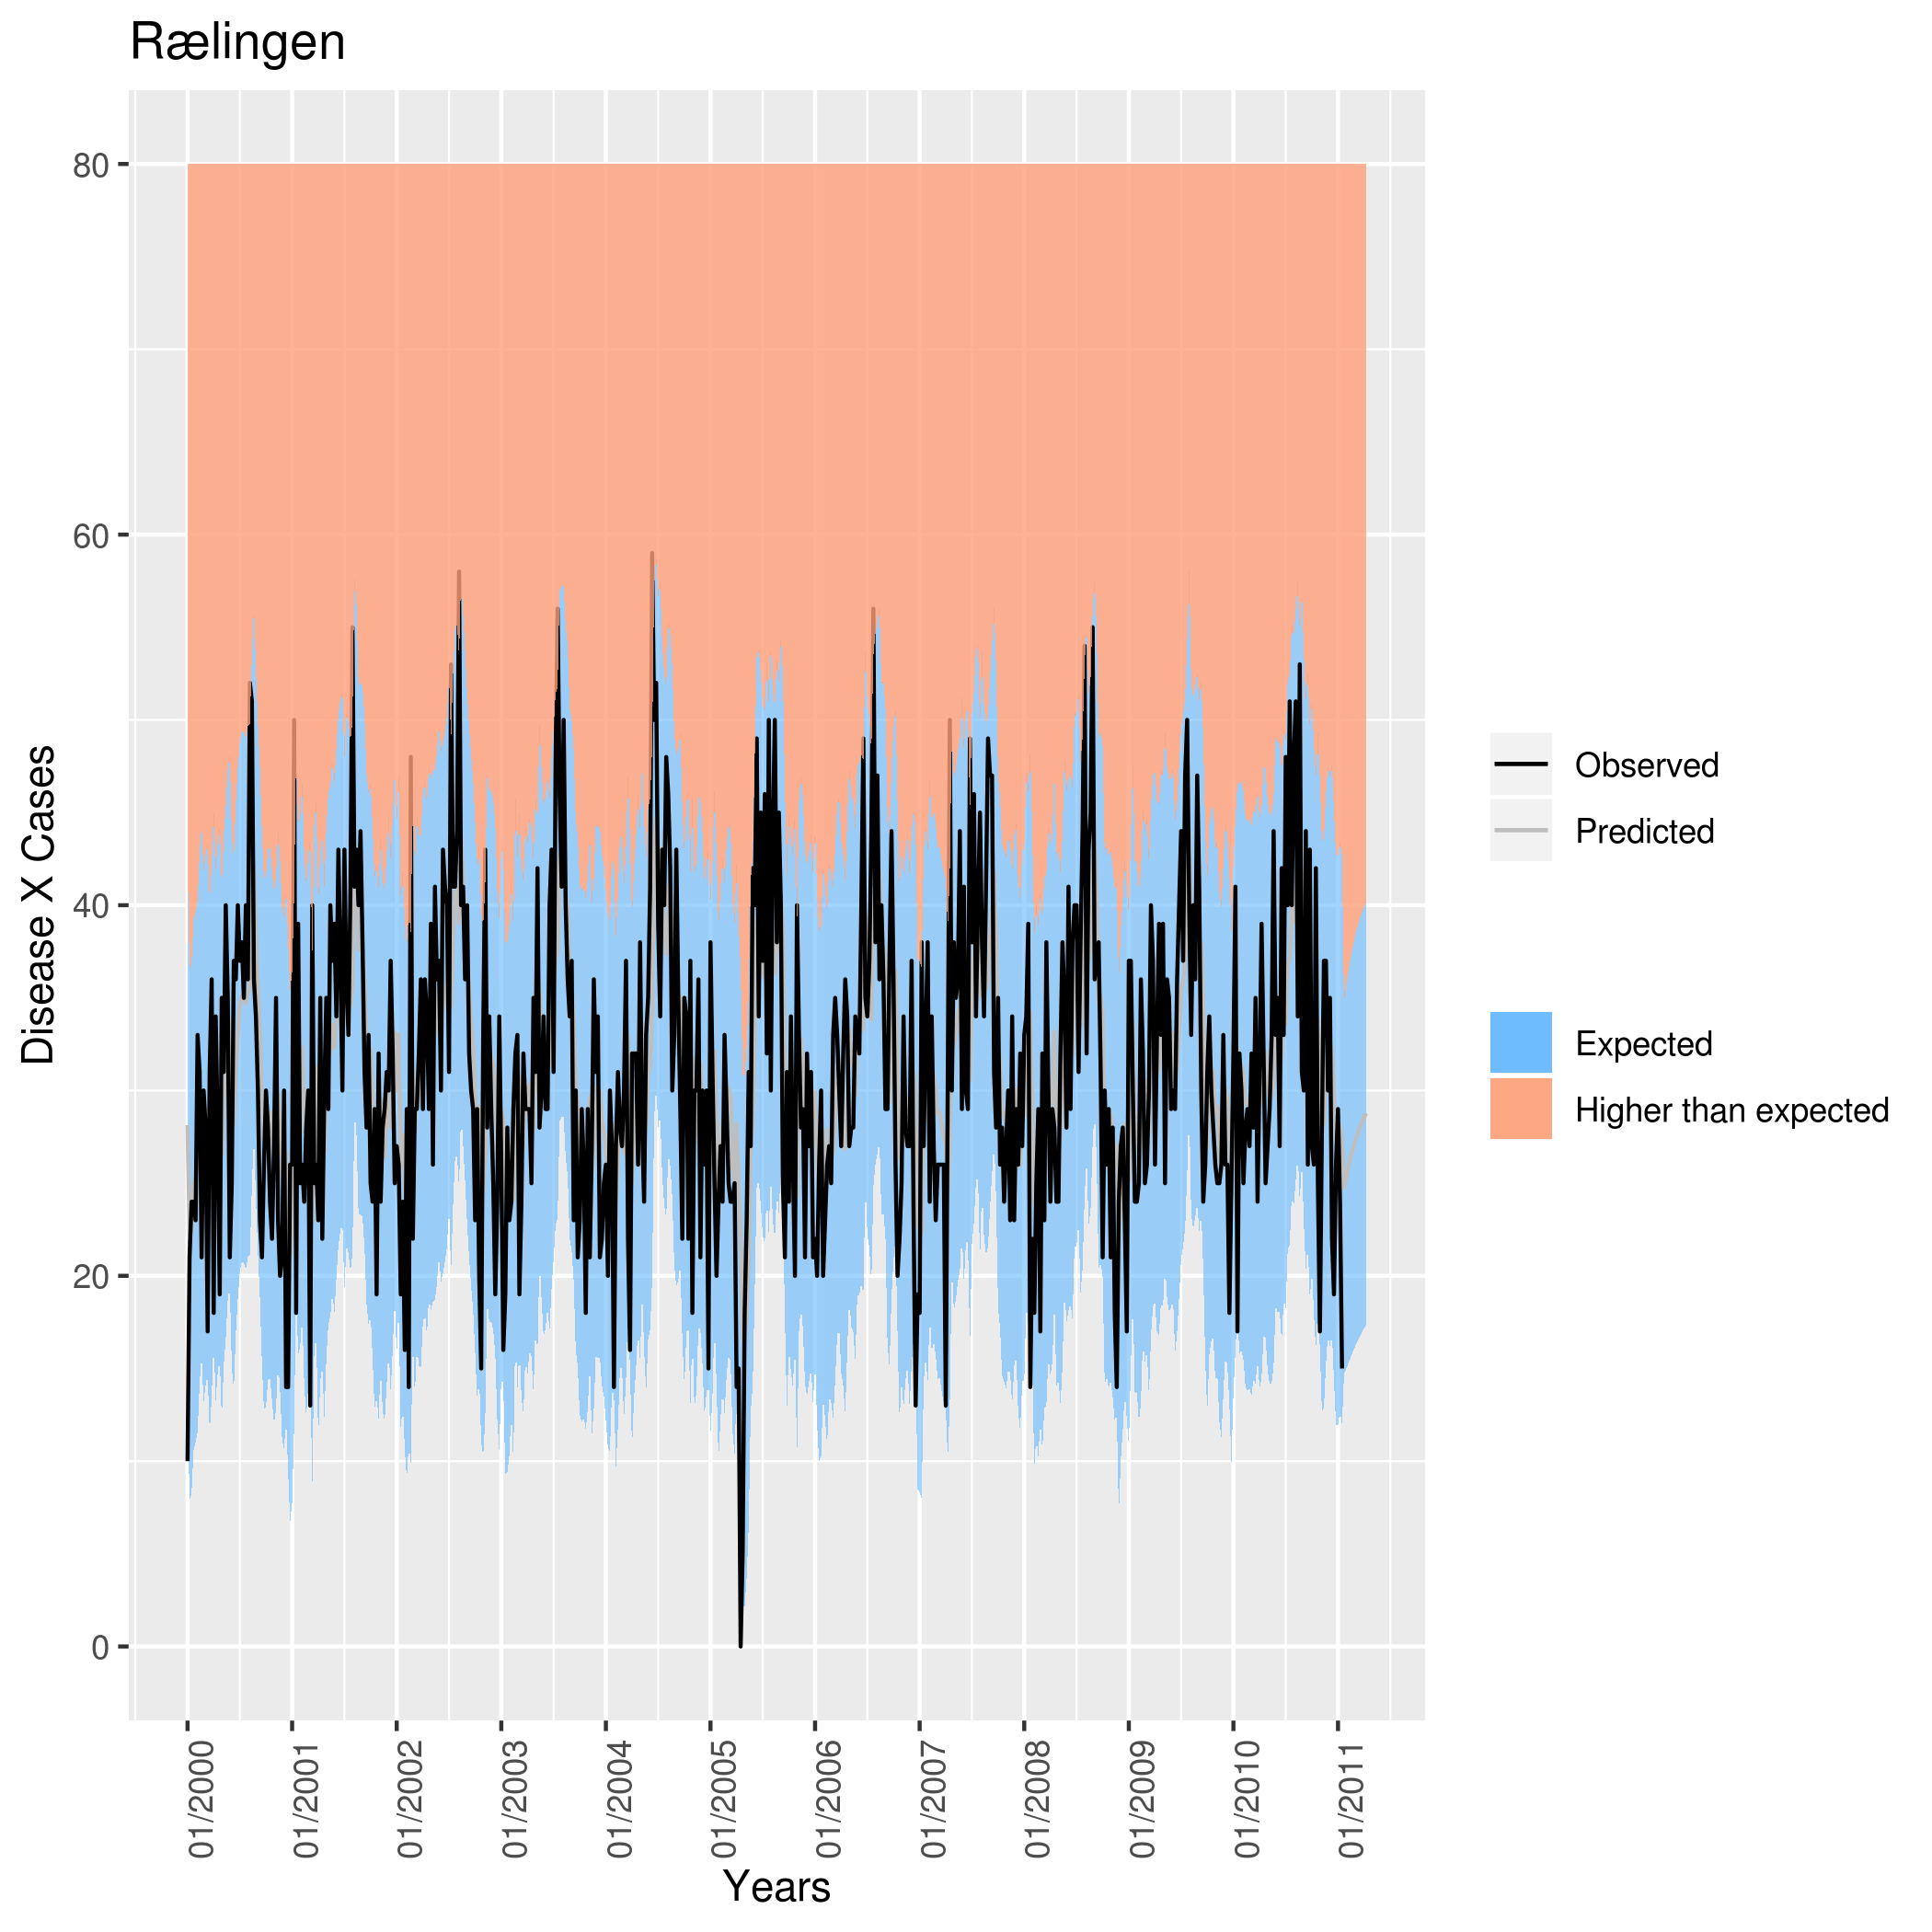 Rælingen
Disease X Cases
80
60
40
20
0
01/2000
01/2001
01/2002
01/2003
01/2004
01/2005
01/2006
01/2007
01/2008
01/2009
01/2010
01/2011
Years
Observed
Predicted
Expected
Higher than expected